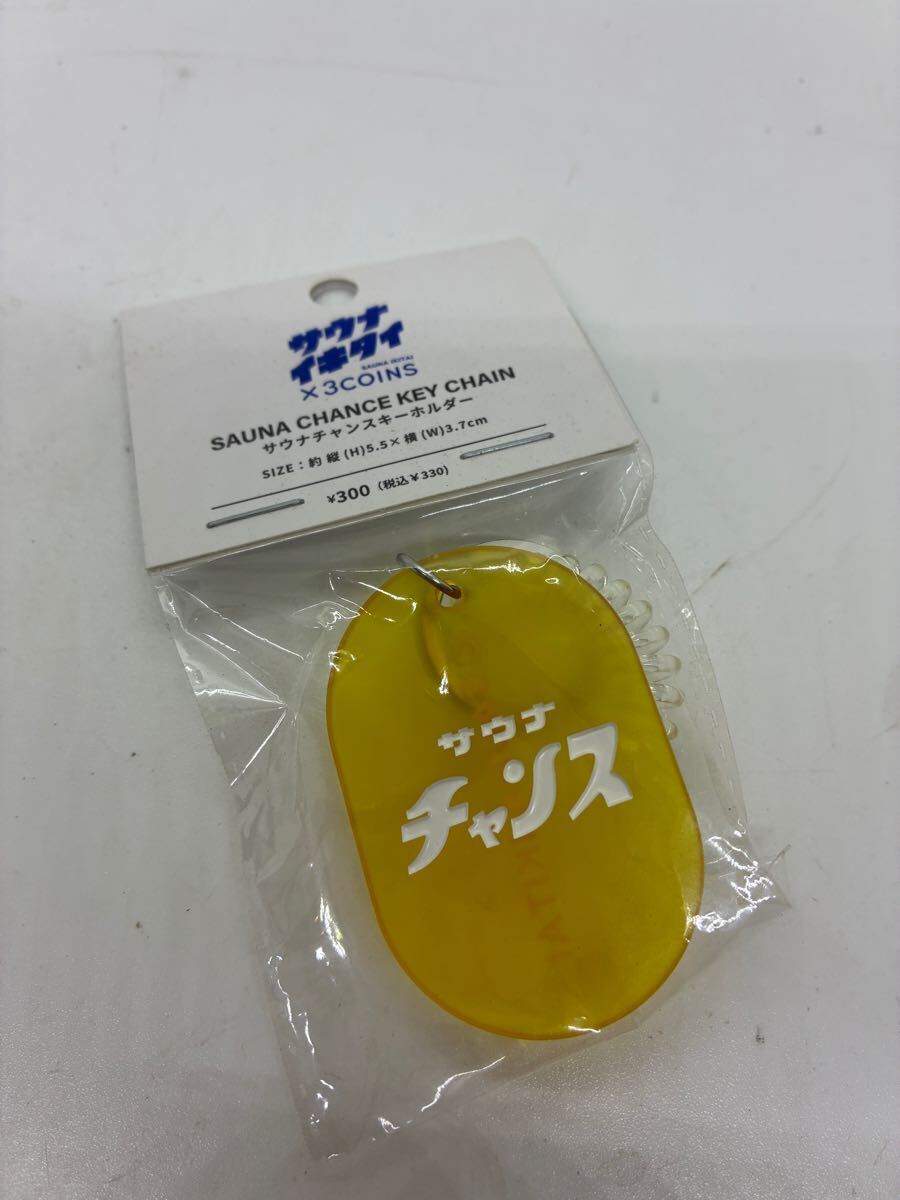 サウナ
イキタイ
SAUNA IKITAI
×3COINS
SAUNA CHANCE KEY CHAIN
サウナチャンスキーホルダー
SIZE:約 縦(H)5.5×横(W)3.7cm
¥300(税込¥330)
サウナ
チャンス